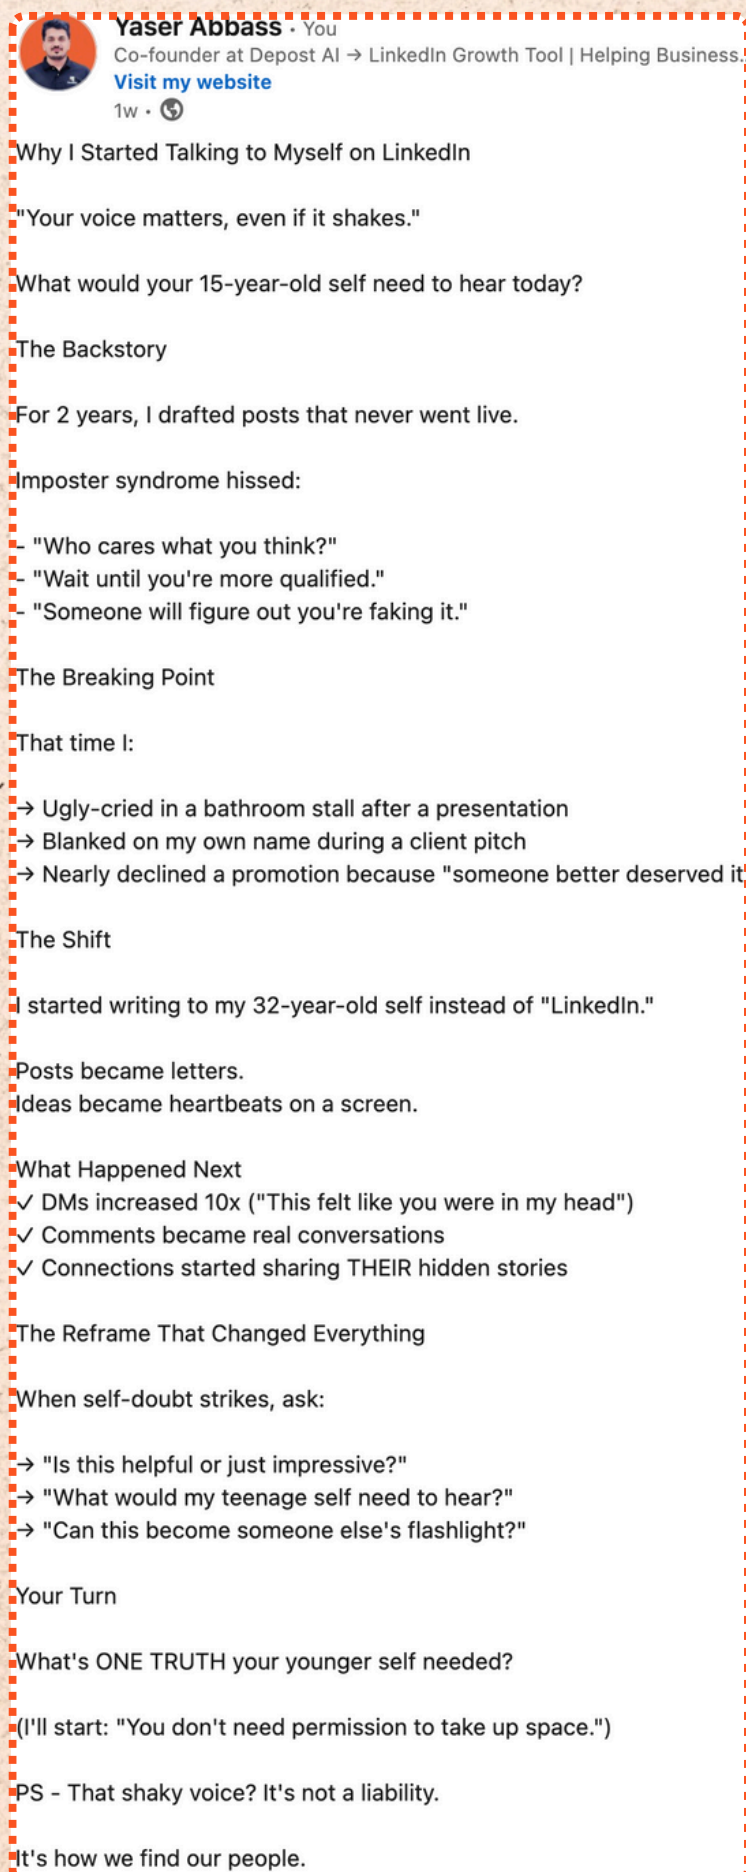 Yaser Abbass · You
Co-founder at Depost AI → LinkedIn Growth Tool | Helping Business..
Visit my website
1w ·
Why I Started Talking to Myself on LinkedIn
"Your voice matters, even if it shakes."
What would your 15-year-old self need to hear today?
The Backstory
For 2 years, I drafted posts that never went live.
Imposter syndrome hissed:
- "Who cares what you think?"
- "Wait until you're more qualified."
- "Someone will figure out you're faking it."
The Breaking Point
That time I:
→ Ugly-cried in a bathroom stall after a presentation
→ Blanked on my own name during a client pitch
→ Nearly declined a promotion because "someone better deserved it
The Shift
I started writing to my 32-year-old self instead of "LinkedIn."
Posts became letters.
Ideas became heartbeats on a screen.
What Happened Next
✓ DMs increased 10x ("This felt like you were in my head")
✓ Comments became real conversations
✓ Connections started sharing THEIR hidden stories
The Reframe That Changed Everything
When self-doubt strikes, ask:
→ "Is this helpful or just impressive?"
→ "What would my teenage self need to hear?"
→ "Can this become someone else's flashlight?"
Your Turn
What's ONE TRUTH your younger self needed?
(I'll start: "You don't need permission to take up space.")
PS - That shaky voice? It's not a liability.
It's how we find our people.